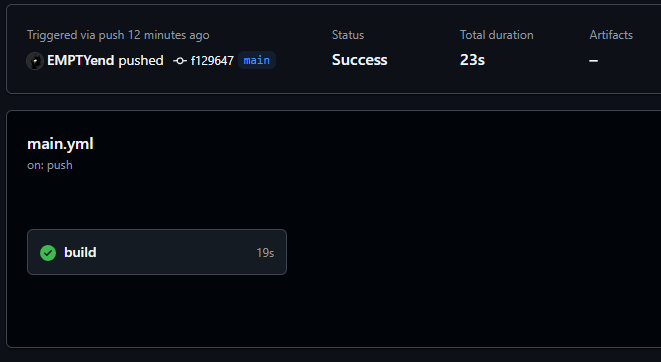 Triggered via push 12 minutes ago
EMPTYend pushed f129647 main
Status
Success
Total duration
23s
Artifacts
–
main.yml
on: push
build 19s